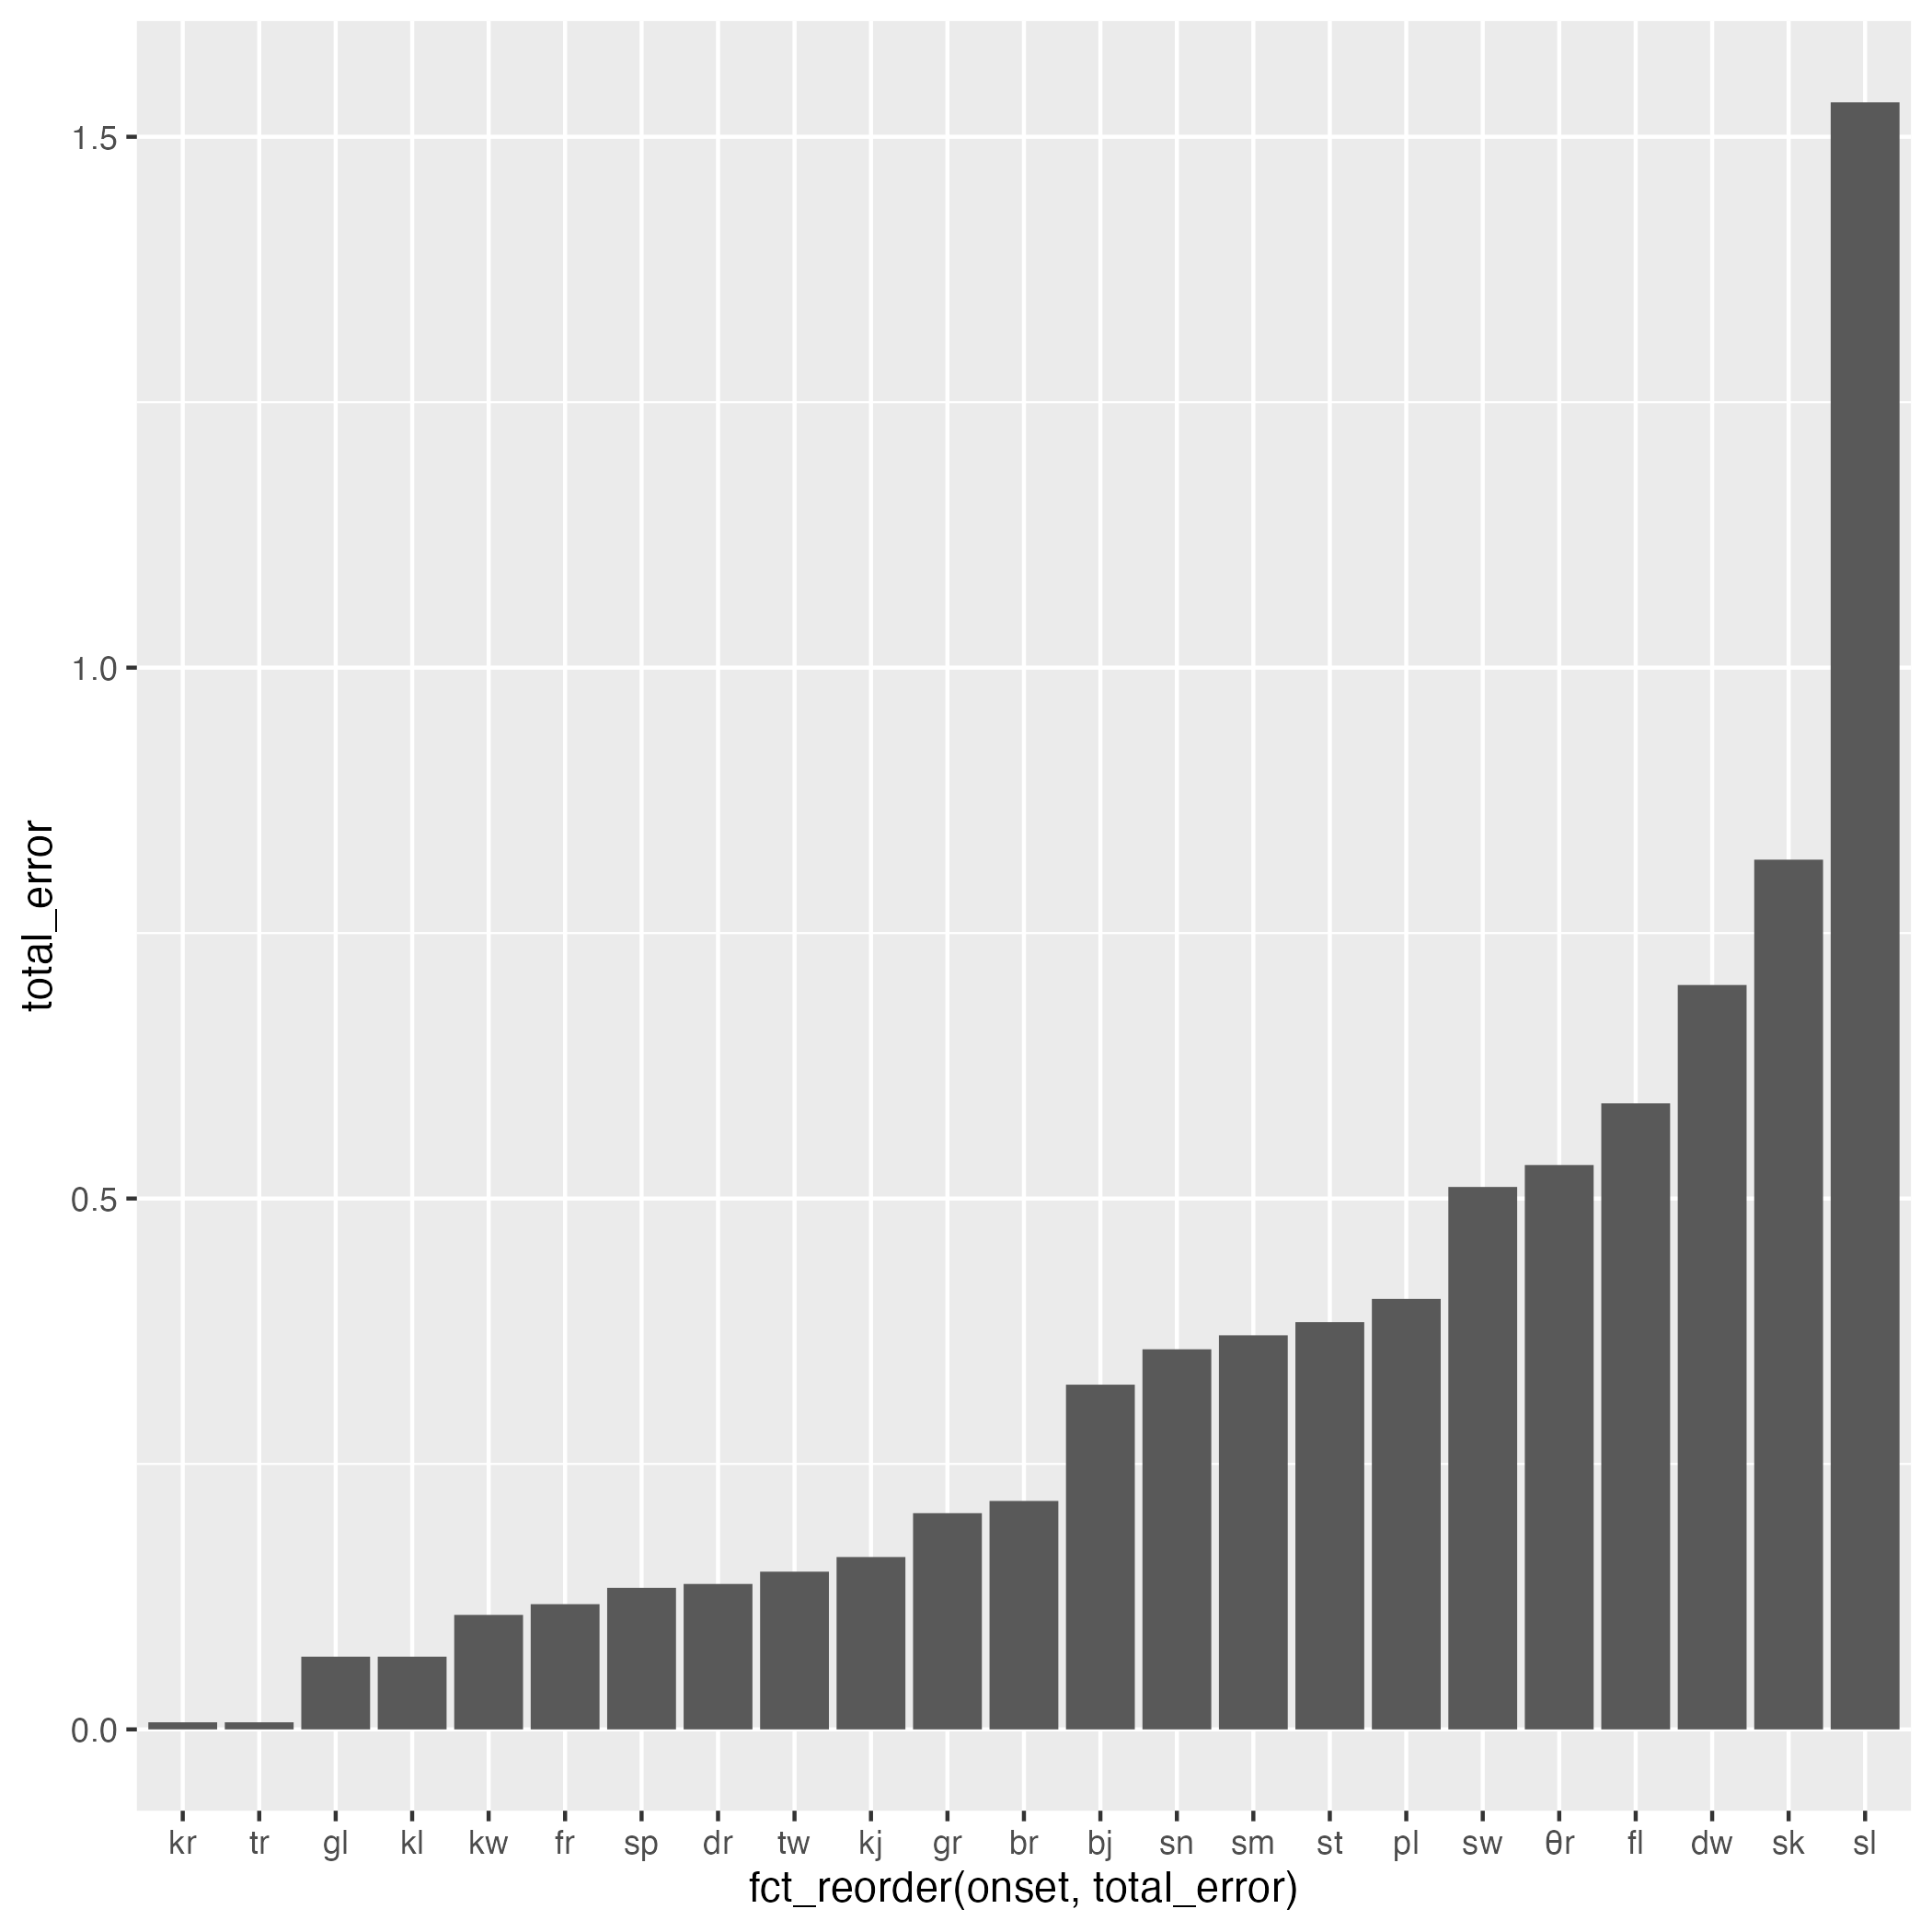 total_error
1.5
1.0
0.5
0.0
kr tr gl kl kw fr sp dr tw kj gr br bj sn sm st pl sw θr fl dw sk sl
fct_reorder(onset, total_error)